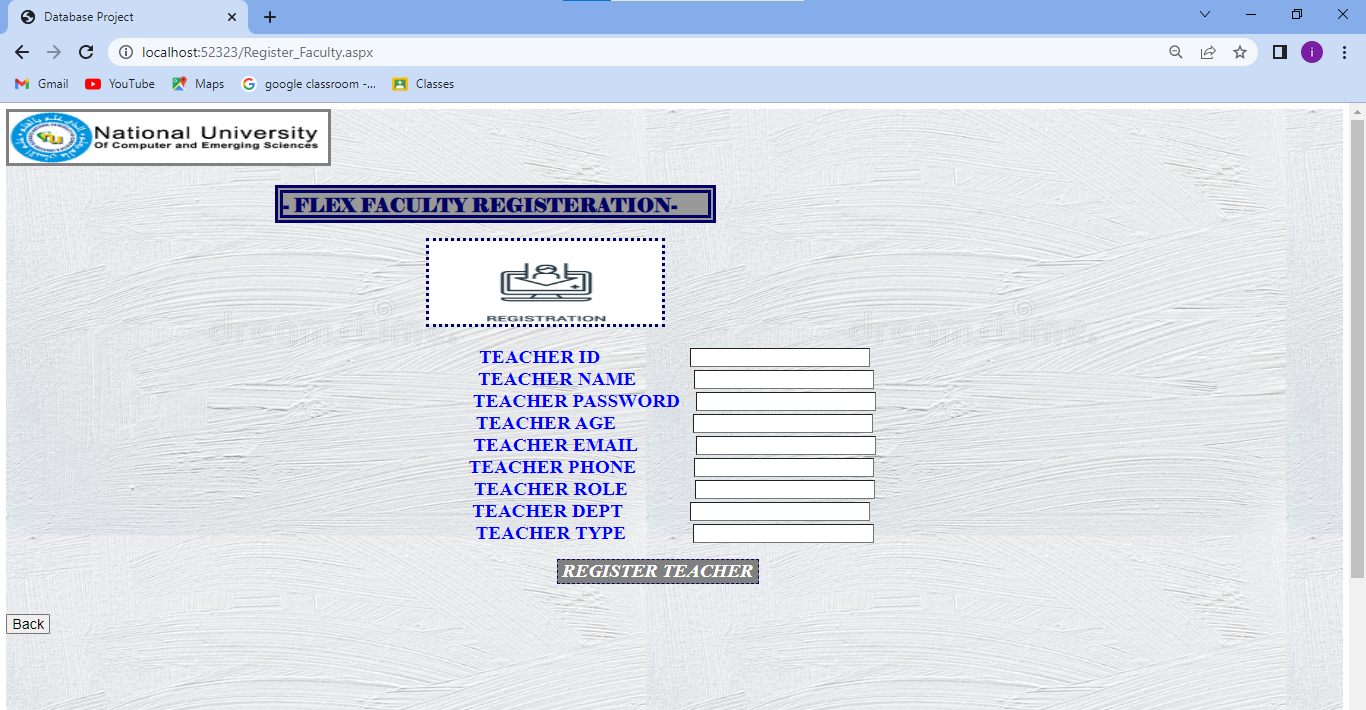 Database Project
localhost:52323/Register_Faculty.aspx
i
Gmail YouTube Maps google classroom -... Classes
National University
Of Computer and Emerging Sciences
- FLEX FACULTY REGISTERATION-
REGISTRATION
dreamstime. dreamstime.
TEACHER ID
TEACHER NAME
TEACHER PASSWORD
TEACHER AGE
TEACHER EMAIL
TEACHER PHONE
TEACHER ROLE
TEACHER DEPT
TEACHER TYPE
REGISTER TEACHER
Back